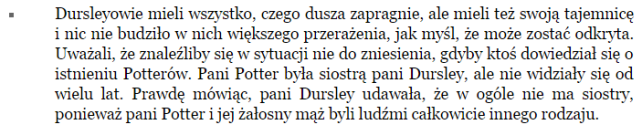 ▪ Dursleyowie mieli wszystko, czego dusza zapragnie, ale mieli też swoją tajemnicę
i nic nie budziło w nich większego przerażenia, jak myśl, że może zostać odkryta.
Uważali, że znaleźliby się w sytuacji nie do zniesienia, gdyby ktoś dowiedział się o
istnieniu Potterów. Pani Potter była siostrą pani Dursley, ale nie widziały się od
wielu lat. Prawdę mówiąc, pani Dursley udawała, że w ogóle nie ma siostry,
ponieważ pani Potter i jej żałosny mąż byli ludźmi całkowicie innego rodzaju.